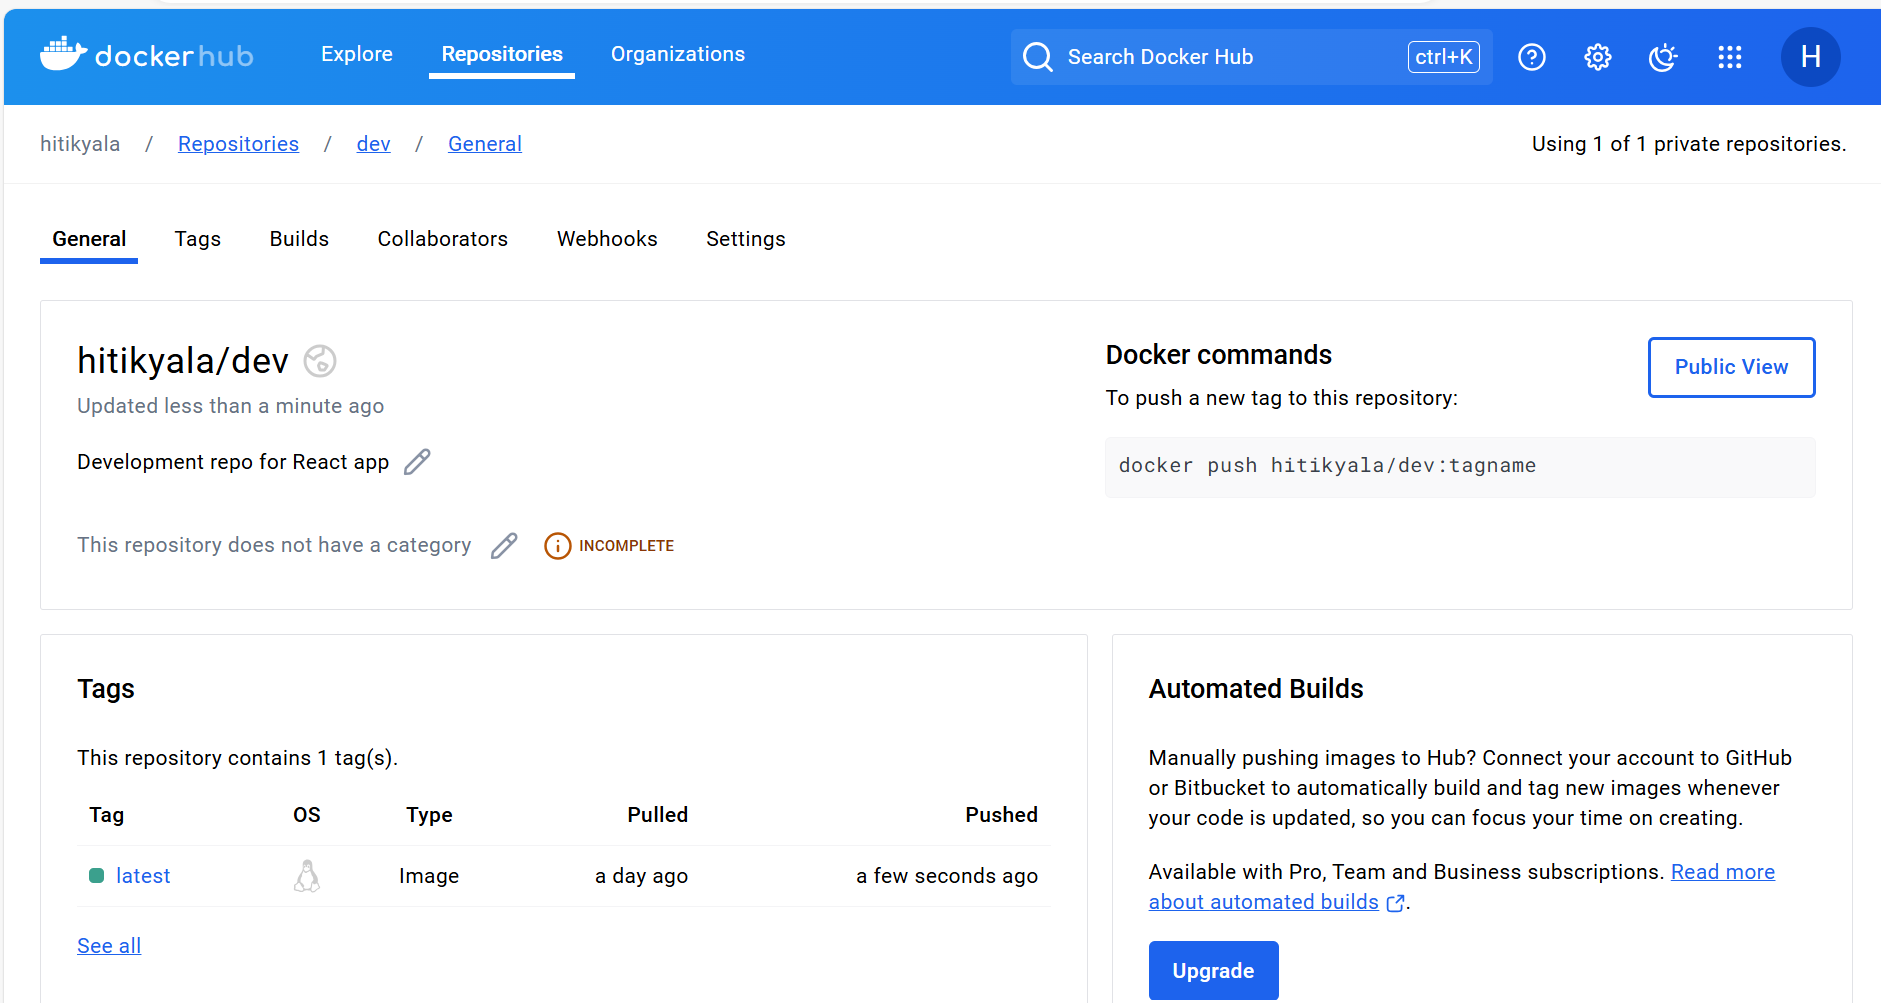 dockerhub Explore Repositories Organizations Search Docker Hub ctrl+K H
hitikyala / Repositories / dev / General Using 1 of 1 private repositories.
General Tags Builds Collaborators Webhooks Settings
hitikyala/dev
Updated less than a minute ago
Development repo for React app
This repository does not have a category INCOMPLETE
Docker commands
To push a new tag to this repository:
Public View
docker push hitikyala/dev:tagname
Tags
This repository contains 1 tag(s).
Tag OS Type Pulled Pushed
latest Image a day ago a few seconds ago
See all
Automated Builds
Manually pushing images to Hub? Connect your account to GitHub
or Bitbucket to automatically build and tag new images whenever
your code is updated, so you can focus your time on creating.
Available with Pro, Team and Business subscriptions. Read more
about automated builds.
Upgrade